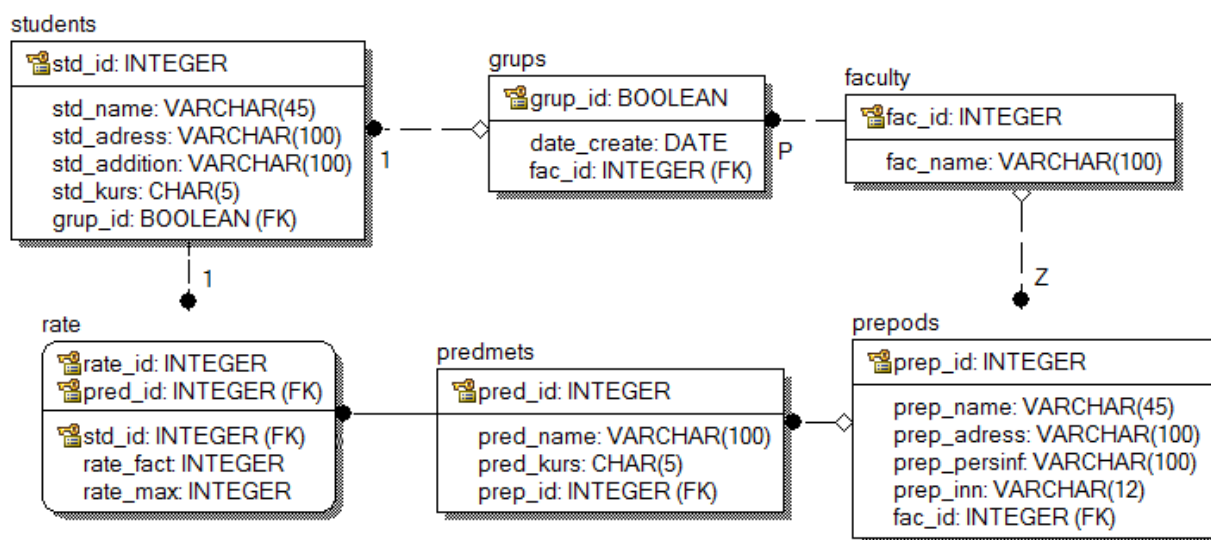 students
std_id: INTEGER
std_name: VARCHAR(45)
std_adress: VARCHAR(100)
std_addition: VARCHAR(100)
std_kurs: CHAR(5)
grup_id: BOOLEAN (FK)
1
grups
grup_id: BOOLEAN
date_create: DATE
fac_id: INTEGER (FK)
P
faculty
fac_id: INTEGER
fac_name: VARCHAR(100)
1
Z
rate
rate_id: INTEGER
pred_id: INTEGER (FK)
std_id: INTEGER (FK)
rate_fact: INTEGER
rate_max: INTEGER
predmets
pred_id: INTEGER
pred_name: VARCHAR(100)
pred_kurs: CHAR(5)
prep_id: INTEGER (FK)
prepods
prep_id: INTEGER
prep_name: VARCHAR(45)
prep_adress: VARCHAR(100)
prep_persinf: VARCHAR(100)
prep_inn: VARCHAR(12)
fac_id: INTEGER (FK)